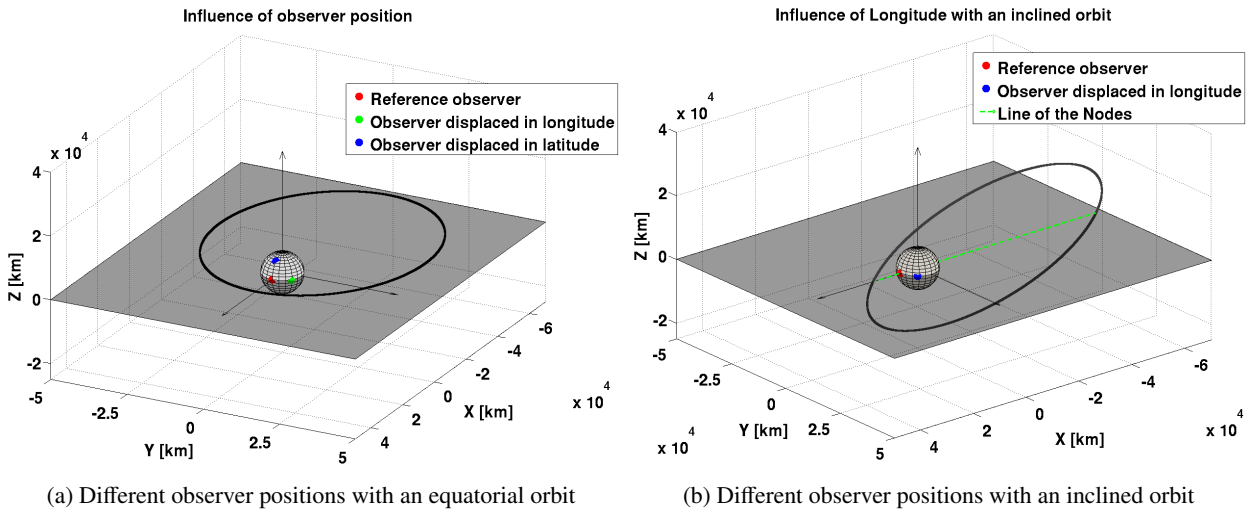 Influence of observer position
Reference observer
Observer displaced in longitude
Observer displaced in latitude
x 10 4
4
2
0
-2
Z [km]
-5
-2.5
0
2.5
5
Y [km]
4
2
0
-2
-4
-6
X [km]
x 10 4
(a) Different observer positions with an equatorial orbit
Influence of Longitude with an inclined orbit
Reference observer
Observer displaced in longitude
Line of the Nodes
x 10 4
4
2
0
-2
Z [km]
-5
-2.5
0
2.5
5
Y [km]
x 10 4
4
2
0
-2
-4
-6
X [km]
x 10 4
(b) Different observer positions with an inclined orbit